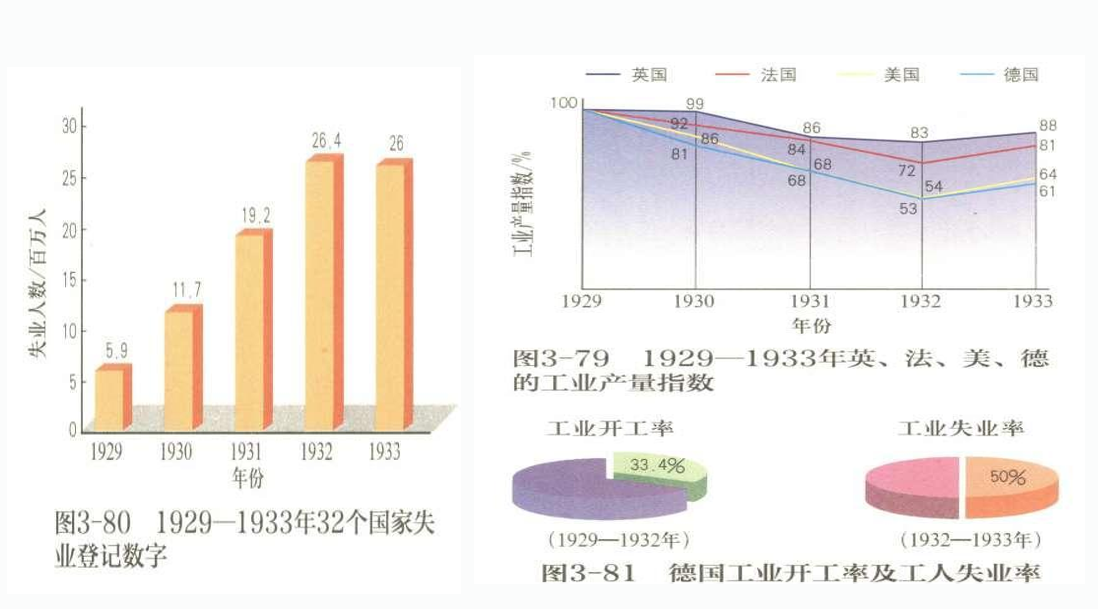 失业人数/百万人
30
25
20
15
10
5
0
5.9
11.7
19.2
26.4
26
1929 1930 1931 1932 1933
年份
图3-80 1929—1933年32个国家失
业登记数字
英国 法国 美国 德国
工业产量指数/%
100
99
92
86
81
86
84
68
68
83
72
54
53
88
81
64
61
1929 1930 1931 1932 1933
年份
图3-79 1929—1933年英、法、美、德
的工业产量指数
工业开工率 工业失业率
33.4% 50%
(1929—1932年) (1932—1933年)
图3-81 德国工业开工率及工人失业率